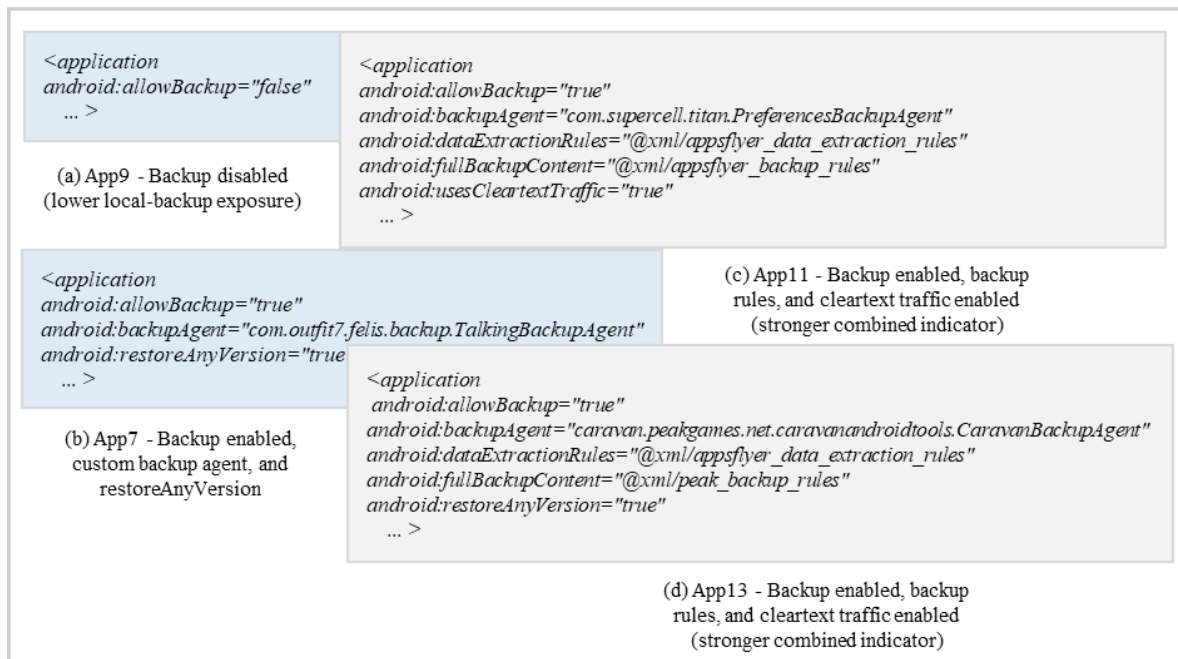 <application
android:allowBackup="false"
... >
(a) App9 - Backup disabled
(lower local-backup exposure)
<application
android:allowBackup="true"
android:backupAgent="com.supercell.titan.PreferencesBackupAgent"
android:dataExtractionRules="@xml/appsflyer_data_extraction_rules"
android:fullBackupContent="@xml/appsflyer_backup_rules"
android:usesCleartextTraffic="true"
... >
(c) App11 - Backup enabled, backup
rules, and cleartext traffic enabled
(stronger combined indicator)
<application
android:allowBackup="true"
android:backupAgent="com.outfit7.felis.backup.TalkingBackupAgent"
android:restoreAnyVersion="true
... >
(b) App7 - Backup enabled,
custom backup agent, and
restoreAnyVersion
<application
android:allowBackup="true"
android:backupAgent="caravan.peakgames.net.caravanandroidtools.CaravanBackupAgent"
android:dataExtractionRules="@xml/appsflyer_data_extraction_rules"
android:fullBackupContent="@xml/peak_backup_rules"
android:restoreAnyVersion="true"
... >
(d) App13 - Backup enabled, backup
rules, and cleartext traffic enabled
(stronger combined indicator)